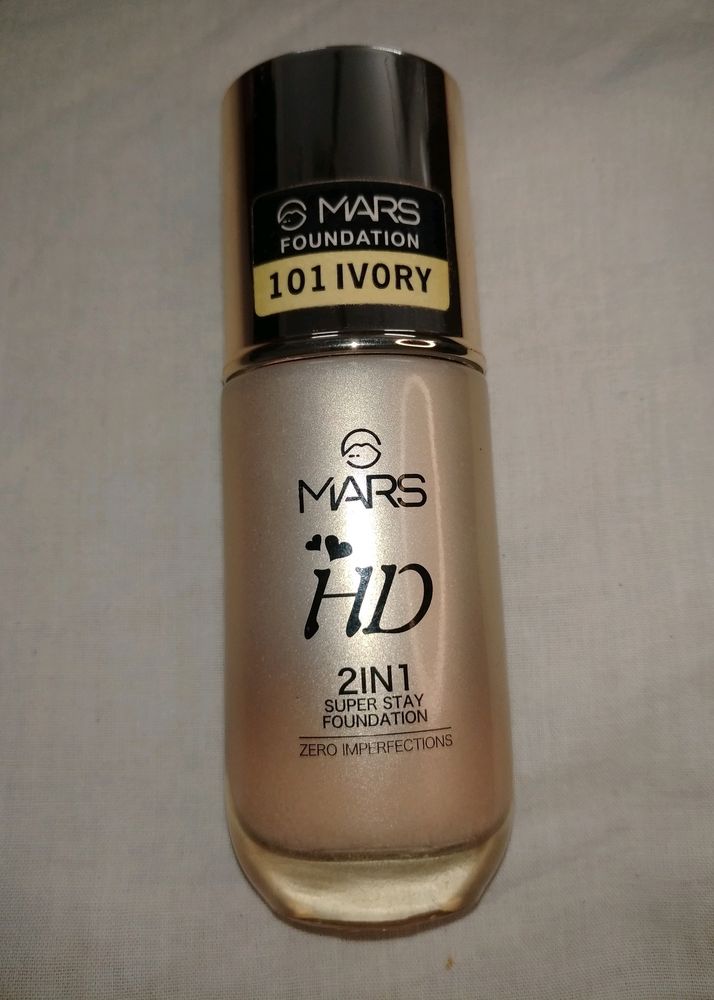 MARS
FOUNDATION
101 IVORY
MARS
HD
2IN1
SUPER STAY
FOUNDATION
ZERO IMPERFECTIONS